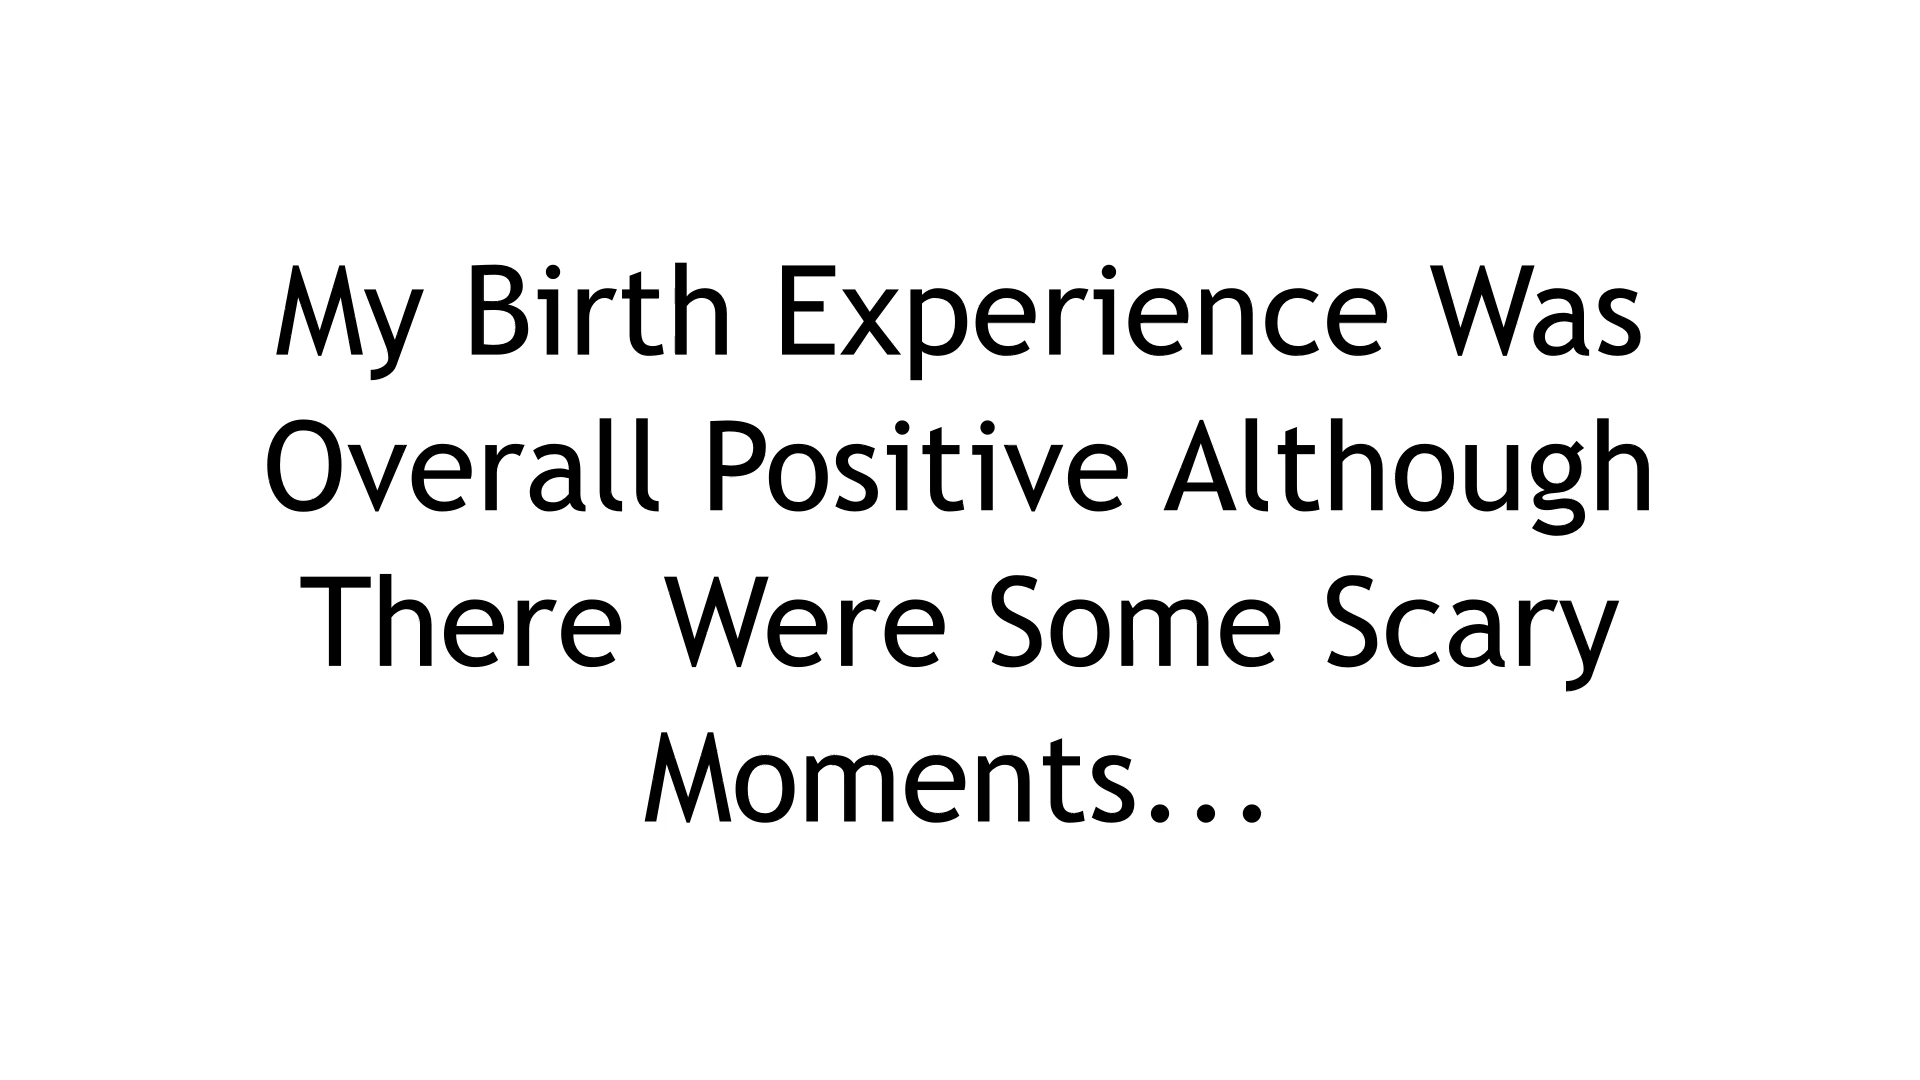 My Birth Experience Was
Overall Positive Although
There Were Some Scary
Moments...